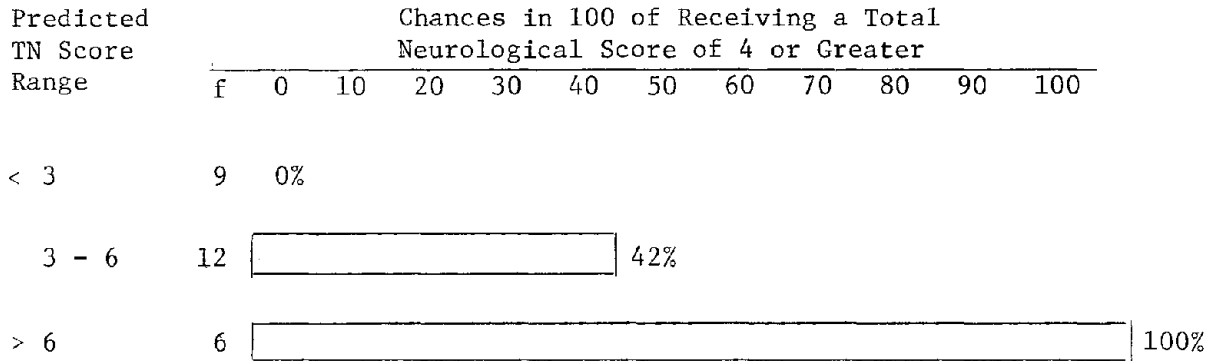 Predicted Chances in 100 of Receiving a Total
TN Score Neurological Score of 4 or Greater
Range f 0 10 20 30 40 50 60 70 80 90 100
< 3 9 0%
3 - 6 12 42%
> 6 6 100%